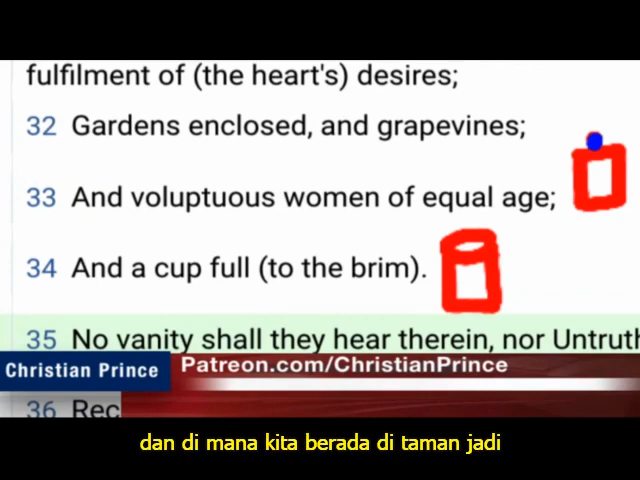 fulfilment of (the heart's) desires;
32 Gardens enclosed, and grapevines;
33 And voluptuous women of equal age;
34 And a cup full (to the brim).
35 No vanity shall they hear therein, nor Untruth
Christian Prince
Patreon.com/ChristianPrince
36 Rec
dan di mana kita berada di taman jadi